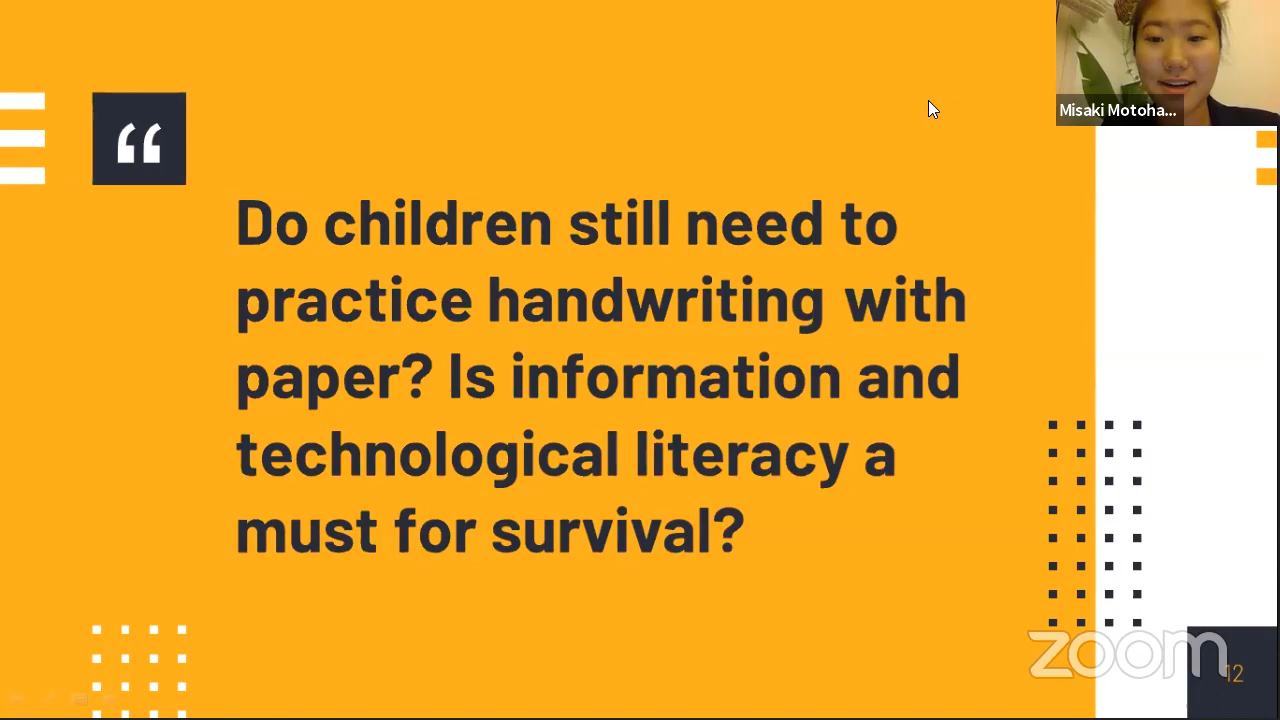 Misaki Motoha...
“
Do children still need to
practice handwriting with
paper? Is information and
technological literacy a
must for survival?
zoom
12